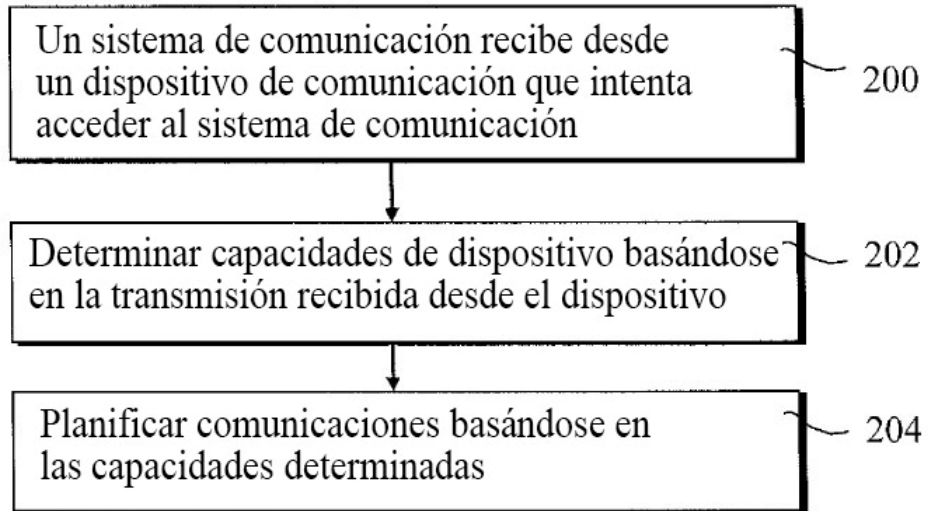 Un sistema de comunicación recibe desde
un dispositivo de comunicación que intenta
acceder al sistema de comunicación
200
Determinar capacidades de dispositivo basándose
en la transmisión recibida desde el dispositivo
202
Planificar comunicaciones basándose en
las capacidades determinadas
204